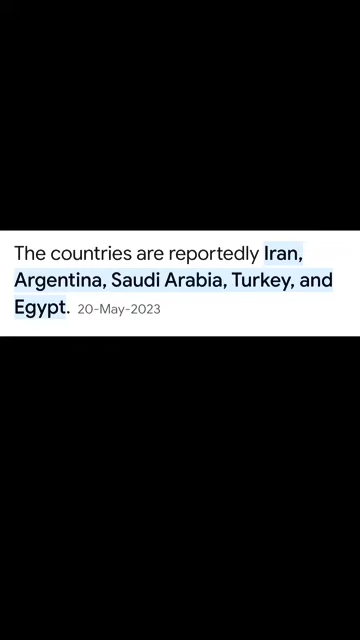 The countries are reportedly Iran,
Argentina, Saudi Arabia, Turkey, and
Egypt. 20-May-2023